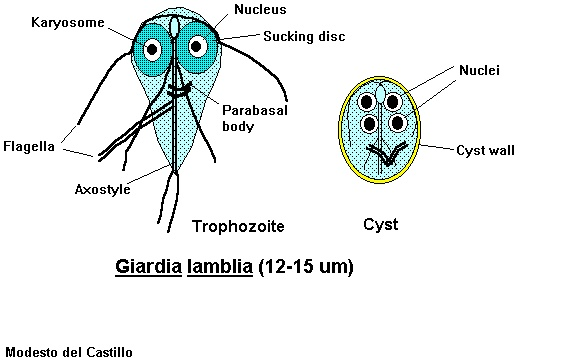 Karyosome
Nucleus
Sucking disc
Parabasal
body
Flagella
Axostyle
Trophozoite
Nuclei
Cyst wall
Cyst
Giardia lamblia (12-15 um)
Modesto del Castillo